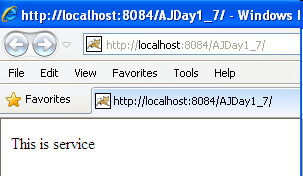 http://localhost:8084/AJDay1_7/ - Windows
http://localhost:8084/AJDay1_7/
File Edit View Favorites Tools Help
Favorites
http://localhost:8084/AJDay1_7/
This is service